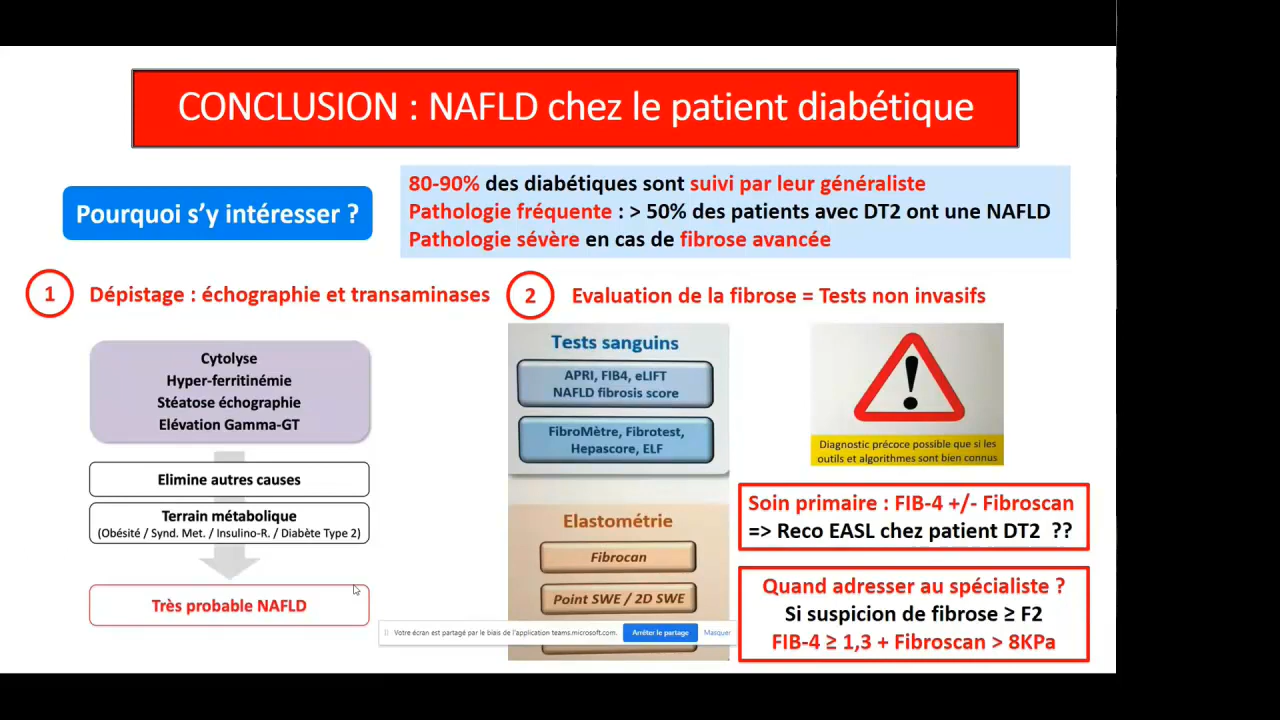 CONCLUSION : NAFLD chez le patient diabétique
Pourquoi s'y intéresser ?
80-90% des diabétiques sont suivi par leur généraliste
Pathologie fréquente : > 50% des patients avec DT2 ont une NAFLD
Pathologie sévère en cas de fibrose avancée
1 Dépistage : échographie et transaminases
Cytolyse
Hyper-ferritinémie
Stéatose échographie
Elévation Gamma-GT
Elimine autres causes
Terrain métabolique
(Obésité / Synd. Met. / Insulino-R. / Diabète Type 2)
Très probable NAFLD
2 Evaluation de la fibrose = Tests non invasifs
Tests sanguins
APRI, FIB4, eLIFT
NAFLD fibrosis score
FibroMètre, Fibrotest,
Hepascore, ELF
Elastométrie
Fibrocan
Point SWE / 2D SWE
Diagnostic précoce possible que si les
outils et algorithmes sont bien connus
Soin primaire : FIB-4 +/- Fibroscan
=> Reco EASL chez patient DT2 ??
Quand adresser au spécialiste ?
Si suspicion de fibrose ≥ F2
FIB-4 ≥ 1,3 + Fibroscan > 8KPa
Votre écran est partagé par le biais de l'application teams.microsoft.com. Arrêter le partage Masquer